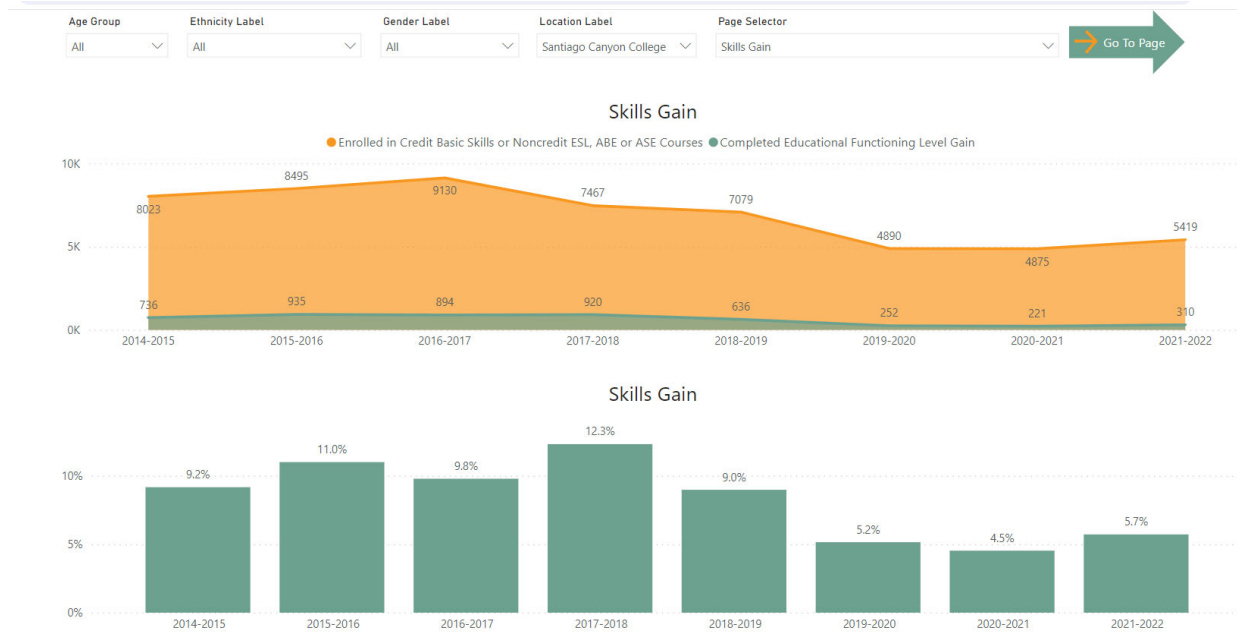 Age Group Ethnicity Label Gender Label Location Label Page Selector
All All All Santiago Canyon College Skills Gain Go To Page
Skills Gain
Enrolled in Credit Basic Skills or Noncredit ESL, ABE or ASE Courses Completed Educational Functioning Level Gain
10K
5K
0K
8023 8495 9130 7467 7079 4890 4875 5419
736 935 894 920 636 252 221 310
2014-2015 2015-2016 2016-2017 2017-2018 2018-2019 2019-2020 2020-2021 2021-2022
Skills Gain
10%
5%
0%
9.2% 11.0% 9.8% 12.3% 9.0% 5.2% 4.5% 5.7%
2014-2015 2015-2016 2016-2017 2017-2018 2018-2019 2019-2020 2020-2021 2021-2022